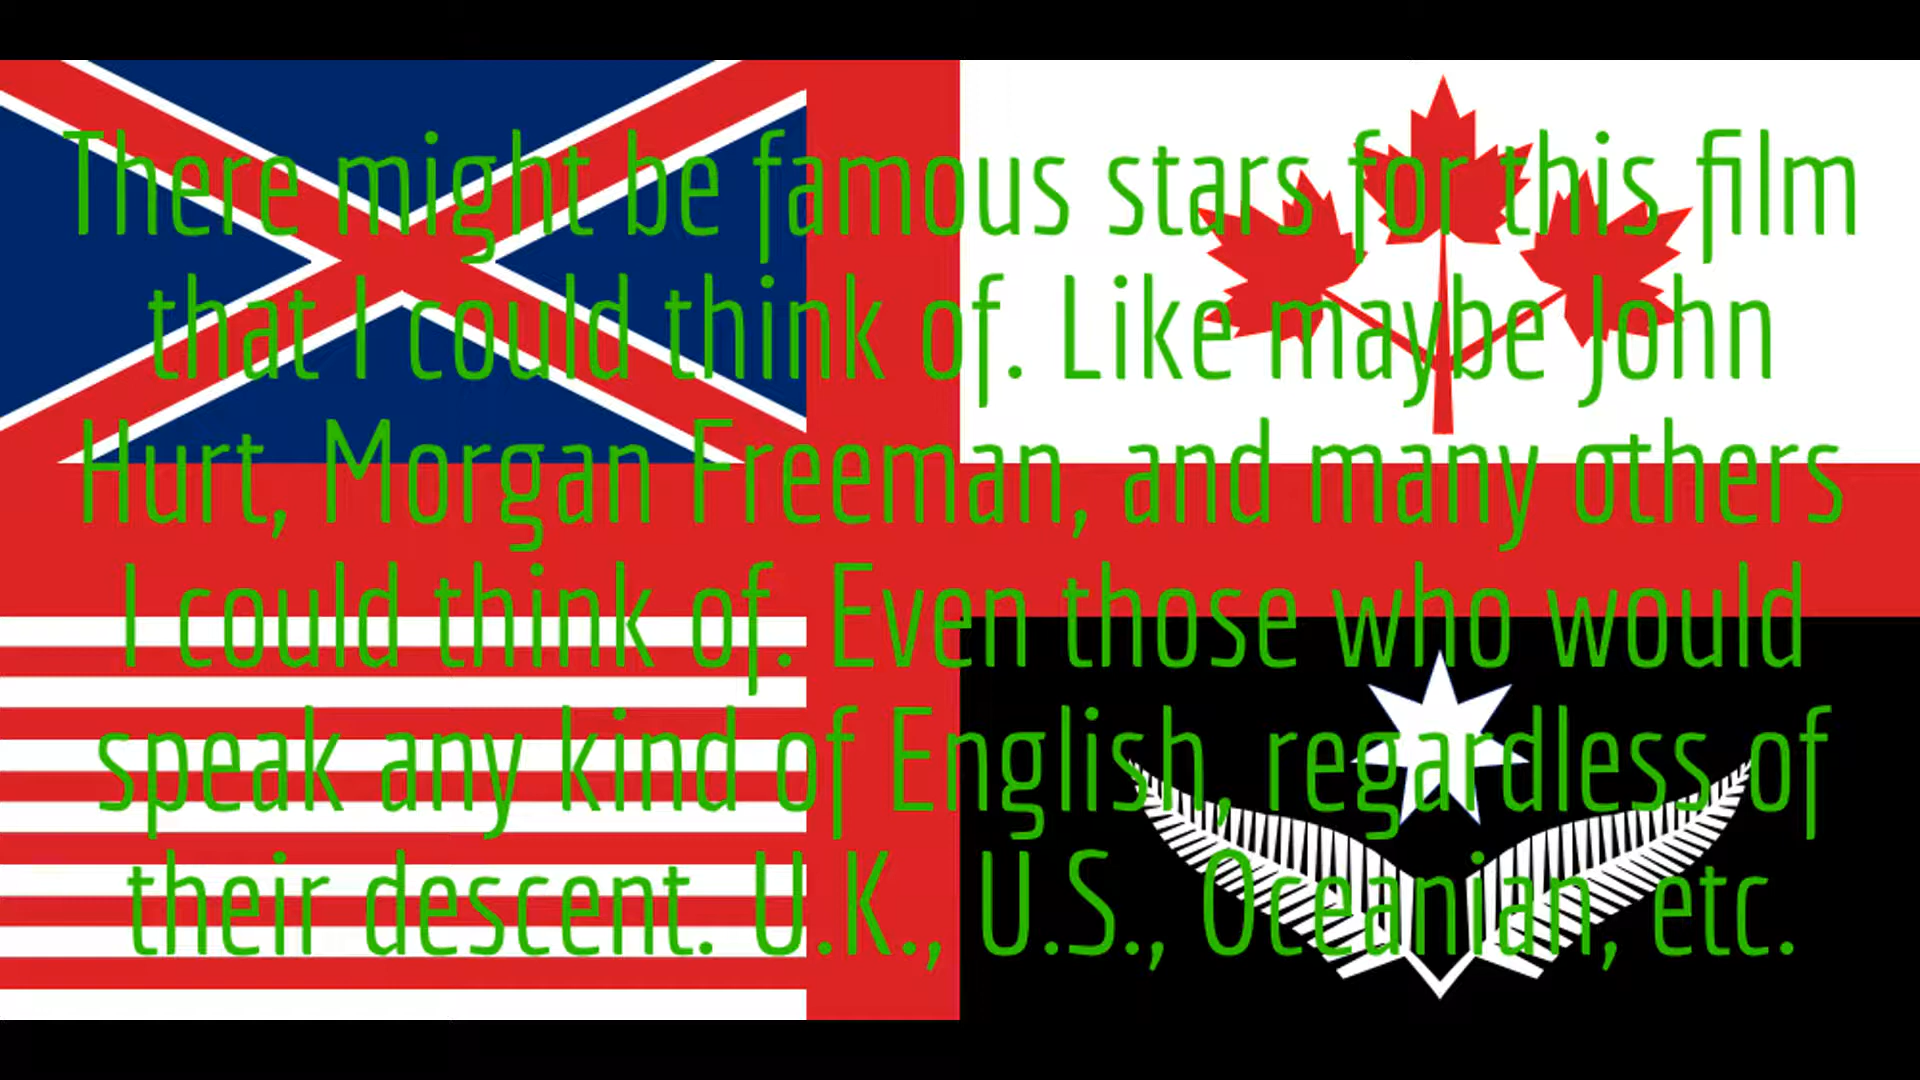 There might be famous stars for this film
that I could think of. Like maybe John
Hurt, Morgan Freeman, and many others
I could think of. Even those who would
speak any kind of English, regardless of
their descent. U.K., U.S., Oceanian, etc.